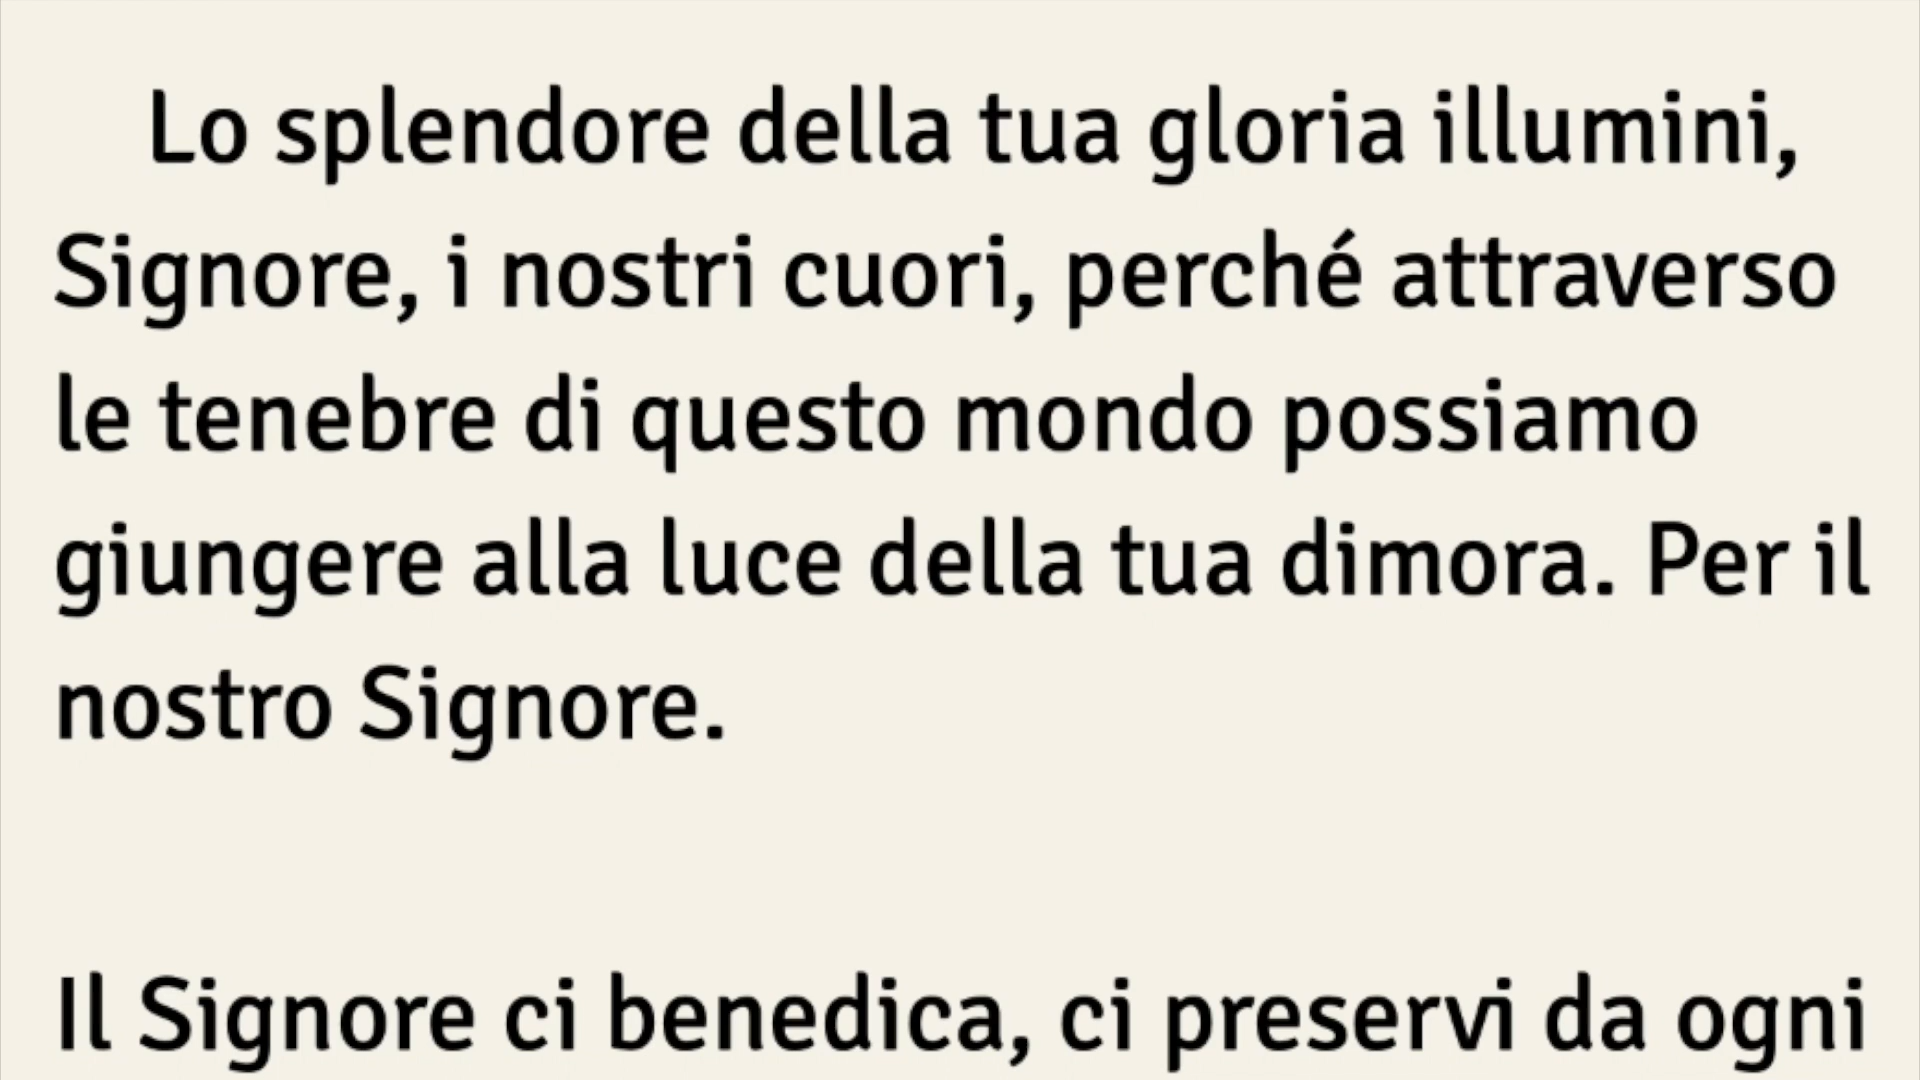 Lo splendore della tua gloria illumini,
Signore, i nostri cuori, perché attraverso
le tenebre di questo mondo possiamo
giungere alla luce della tua dimora. Per il
nostro Signore.
Il Signore ci benedica, ci preservi da ogni